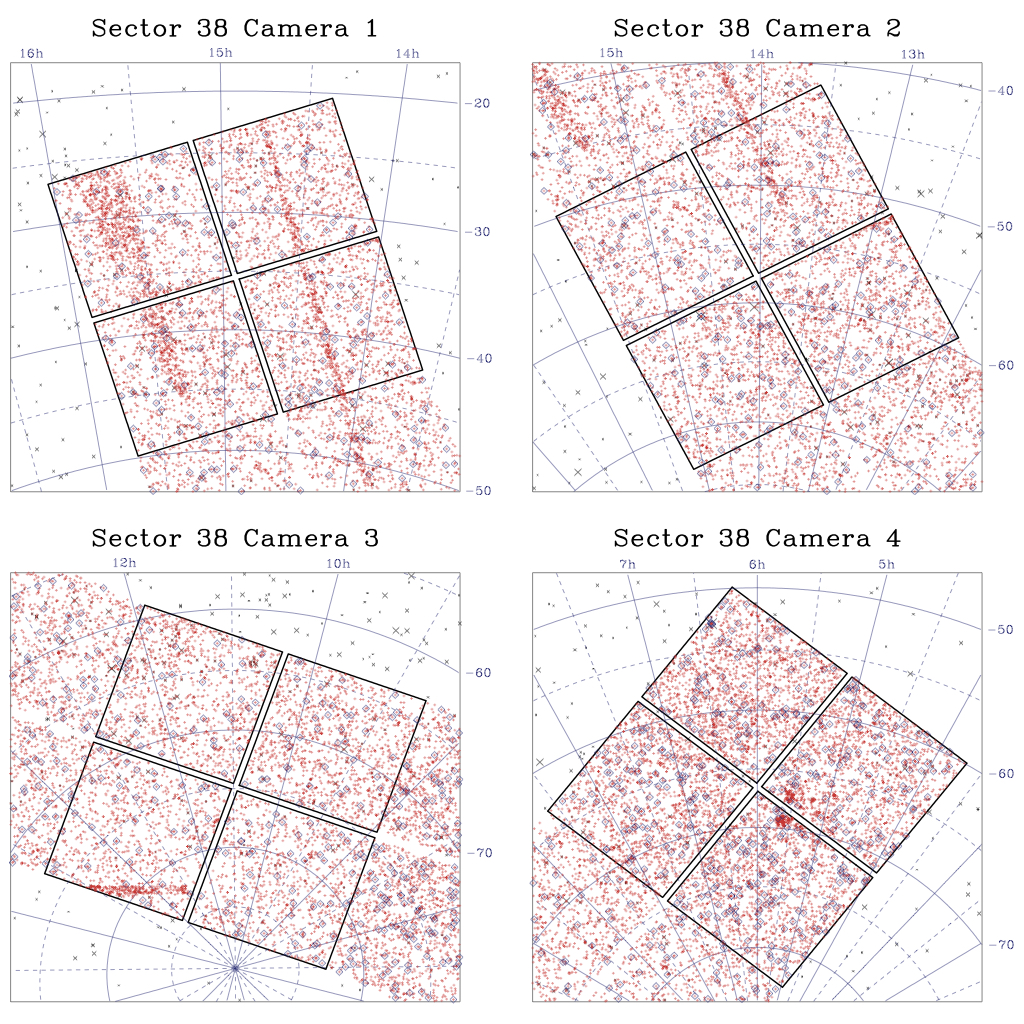 Sector 38 Camera 1
16h 15h 14h
-20
-30
-40
-50
Sector 38 Camera 2
15h 14h 13h
-40
-50
-60
Sector 38 Camera 3
12h 10h
-60
-70
Sector 38 Camera 4
7h 6h 5h
-50
-60
-70